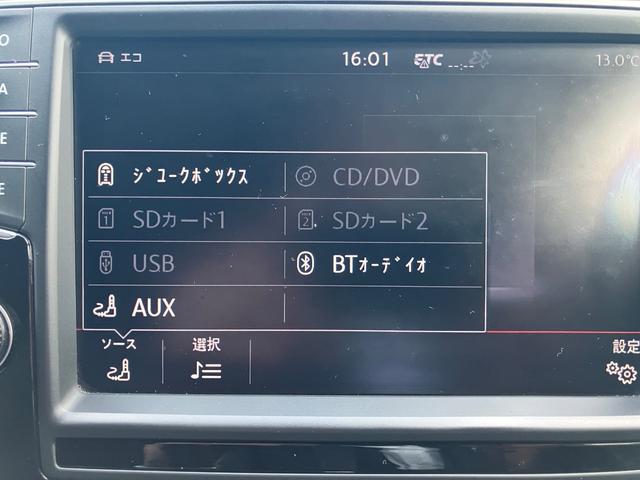 エコ 16:01 ETC --:-- 13.0℃
ジュークボックス CD/DVD
SDカード1 SDカード2
USB BTオーディオ
AUX
ソース 選択 設定